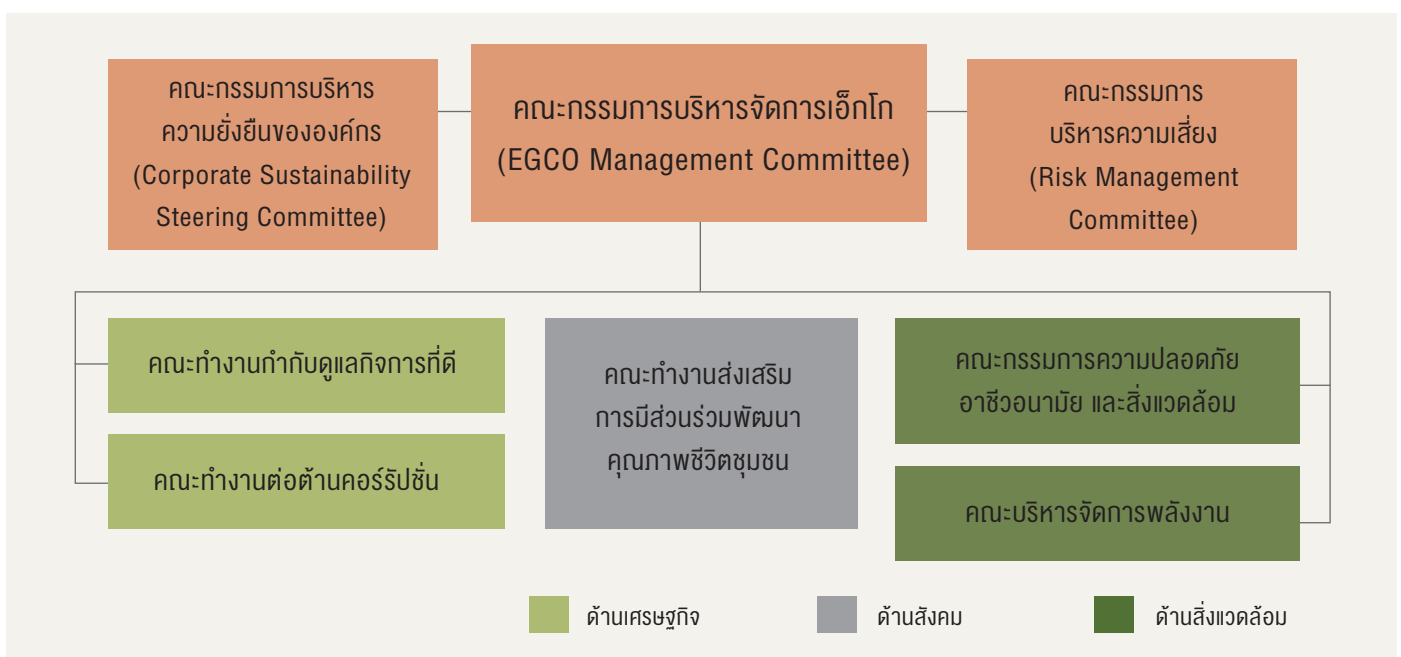 คณะกรรมการบริหาร
ความยั่งยืนขององค์กร
(Corporate Sustainability
Steering Committee)
คณะกรรมการบริหารจัดการเอ็กโก
(EGCO Management Committee)
คณะกรรมการ
บริหารความเสี่ยง
(Risk Management
Committee)
คณะทำงานกำกับดูแลกิจการที่ดี
คณะทำงานต่อต้านคอร์รัปชั่น
คณะทำงานส่งเสริม
การมีส่วนร่วมพัฒนา
คุณภาพชีวิตชุมชน
คณะกรรมการความปลอดภัย
อาชีวอนามัย และสิ่งแวดล้อม
คณะบริหารจัดการพลังงาน
ด้านเศรษฐกิจ
ด้านสังคม
ด้านสิ่งแวดล้อม